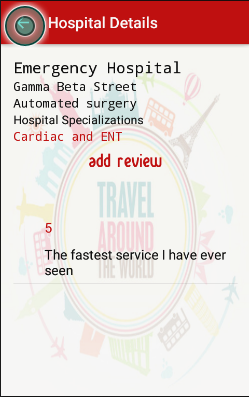 Hospital Details
Emergency Hospital
Gamma Beta Street
Automated surgery
Hospital Specializations
Cardiac and ENT
add review
TRAVEL
AROUND
THE WORLD
5
The fastest service I have ever
seen